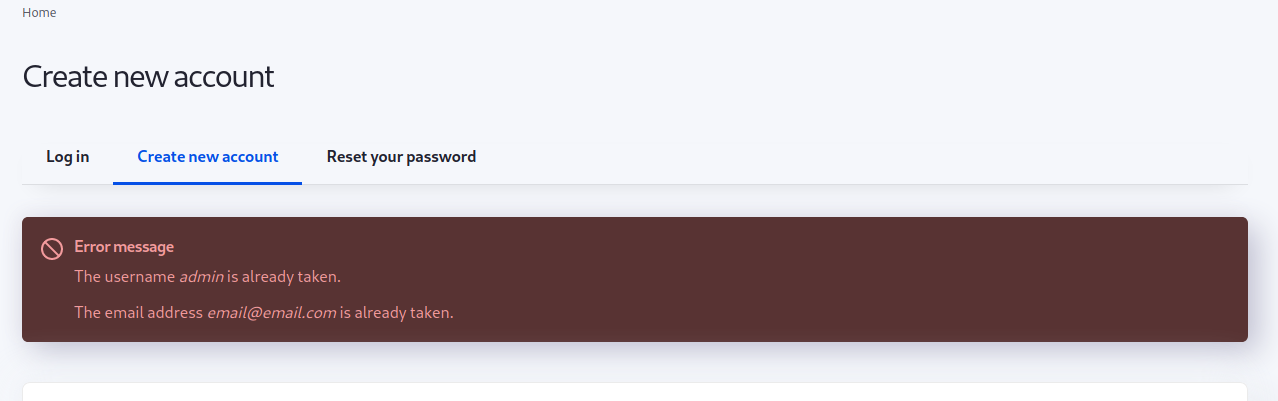 Home
Create new account
Log in Create new account Reset your password
Error message
The username admin is already taken.
The email address email@email.com is already taken.